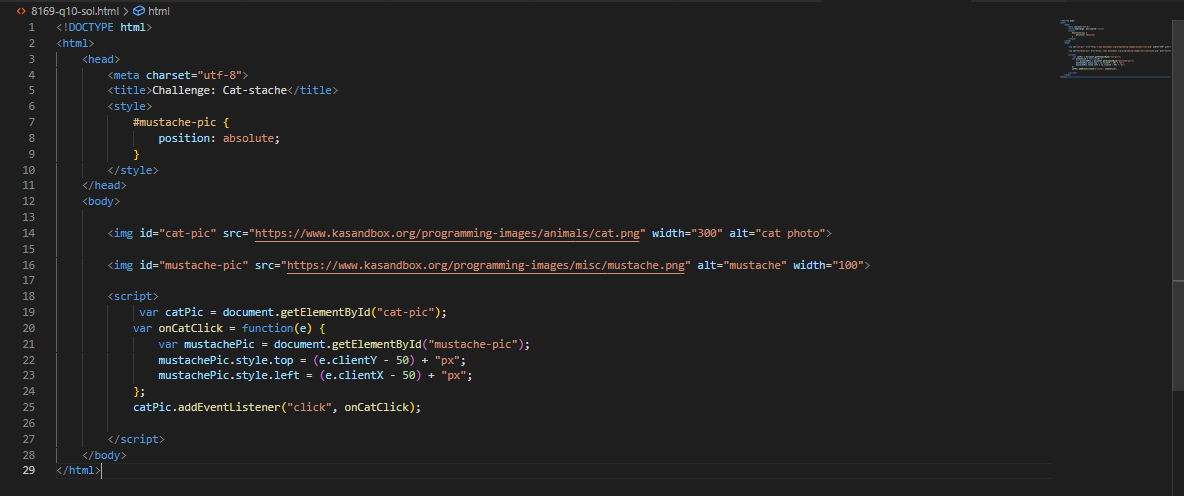 8169-q10-sol.html > html
1 <!DOCTYPE html>
2 <html>
3 <head>
4 <meta charset="utf-8">
5 <title>Challenge: Cat-stache</title>
6 <style>
7 #mustache-pic {
8 position: absolute;
9 }
10 </style>
11 </head>
12 <body>
13
14 <img id="cat-pic" src="https://www.kasandbox.org/programming-images/animals/cat.png" width="300" alt="cat photo">
15
16 <img id="mustache-pic" src="https://www.kasandbox.org/programming-images/misc/mustache.png" alt="mustache" width="100">
17
18 <script>
19 var catPic = document.getElementById("cat-pic");
20 var onCatClick = function(e) {
21 var mustachePic = document.getElementById("mustache-pic");
22 mustachePic.style.top = (e.clientY - 50) + "px";
23 mustachePic.style.left = (e.clientX - 50) + "px";
24 };
25 catPic.addEventListener("click", onCatClick);
26
27 </script>
28 </body>
29 </html>